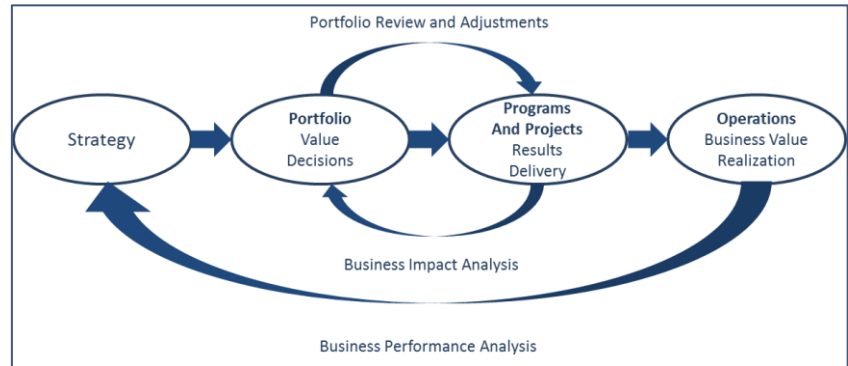 Portfolio Review and Adjustments
Strategy
Portfolio
Value
Decisions
Programs
And Projects
Results
Delivery
Operations
Business Value
Realization
Business Impact Analysis
Business Performance Analysis